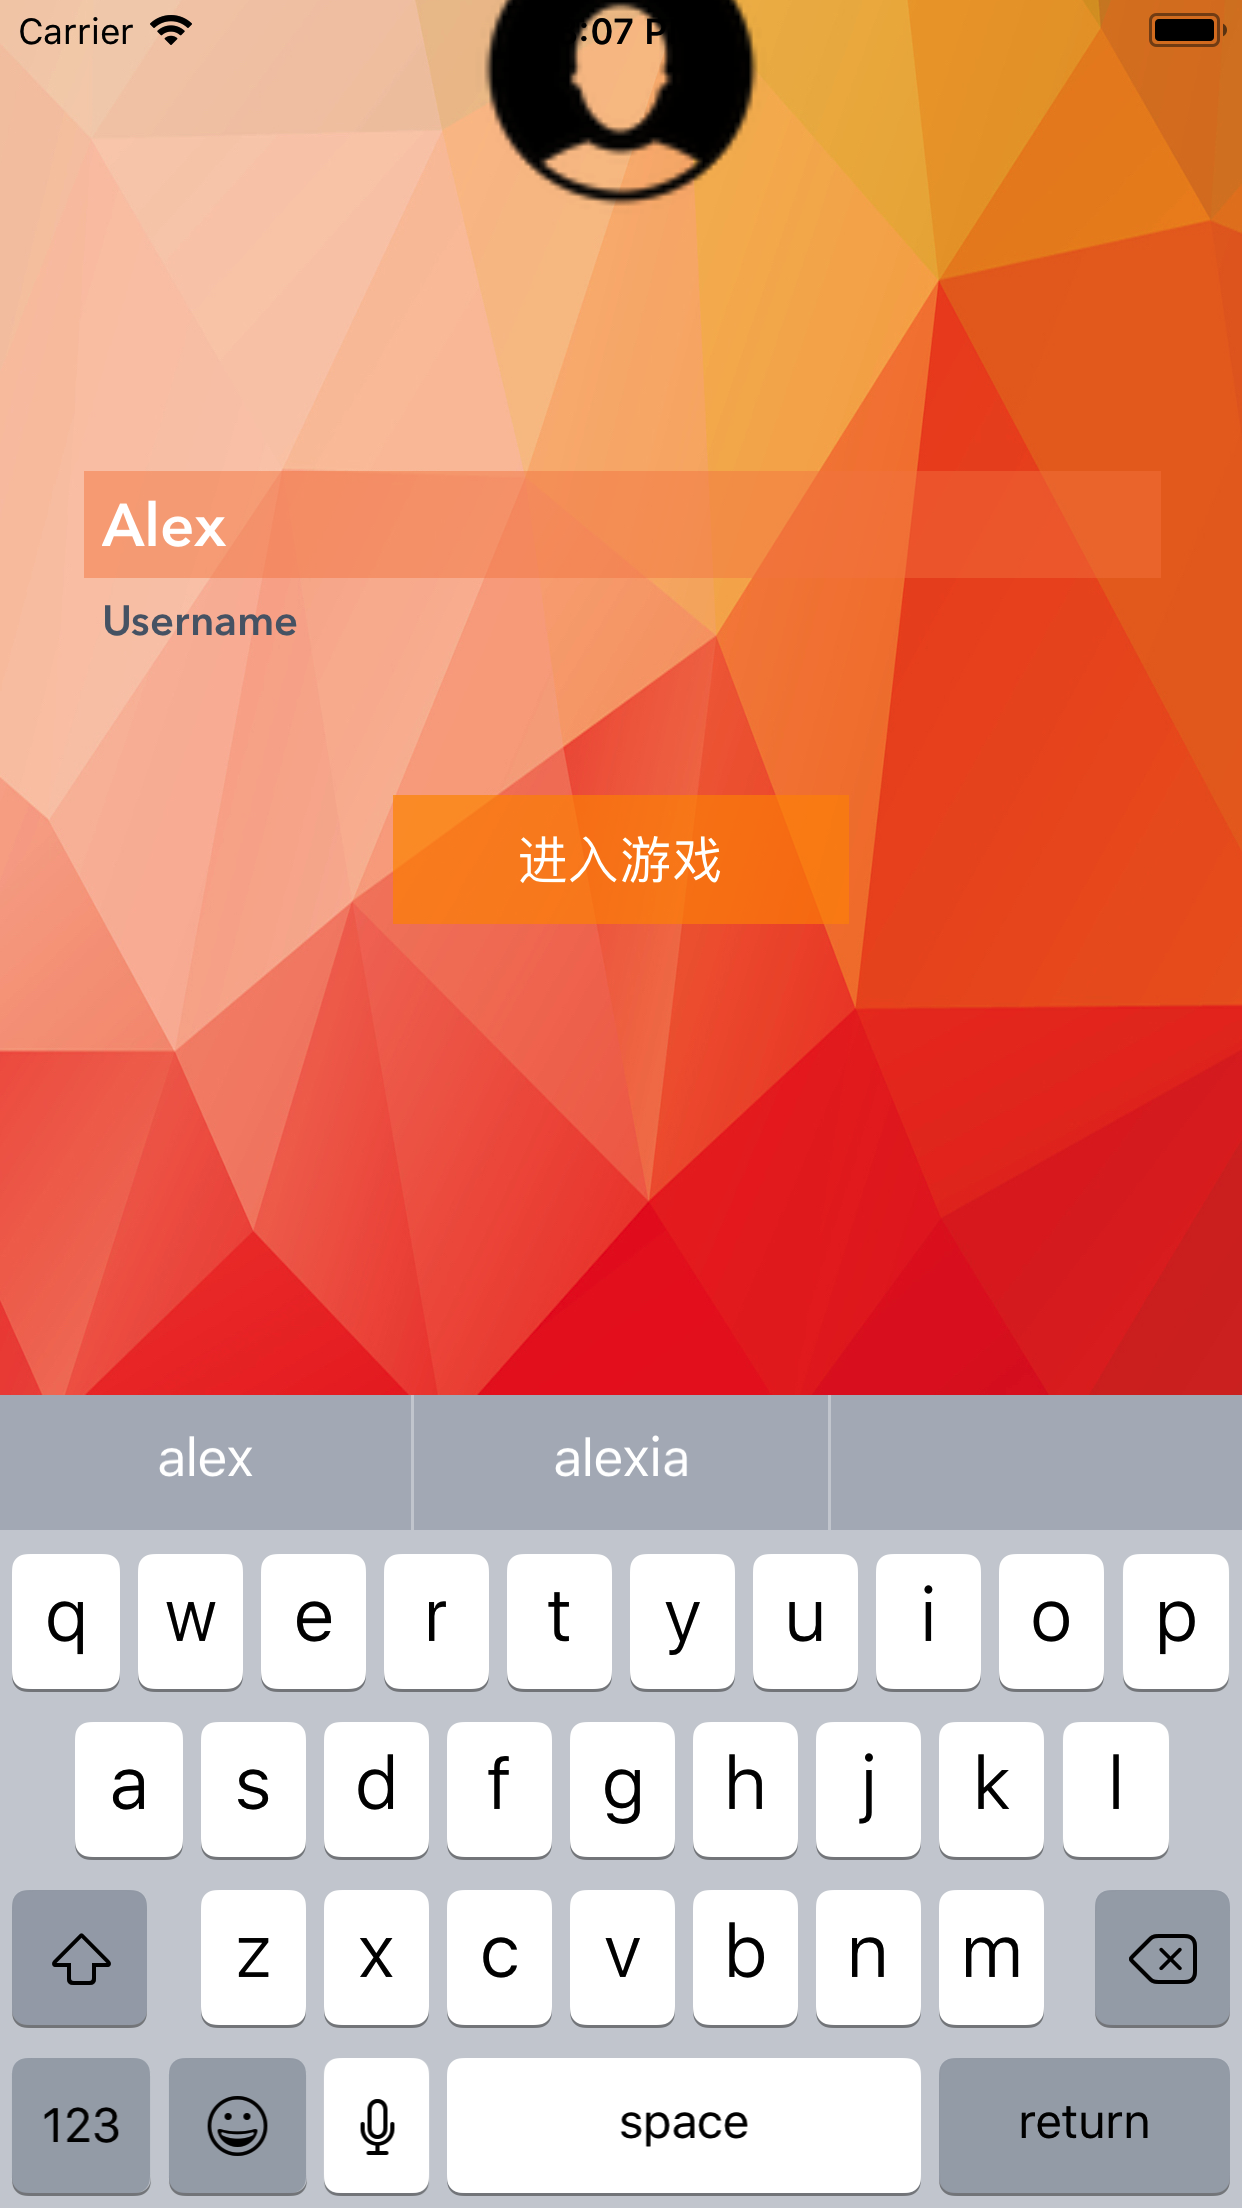 Carrier :07 P
Alex
Username
进入游戏
alex alexia
q w e r t y u i o p
a s d f g h j k l
z x c v b n m
123 space return